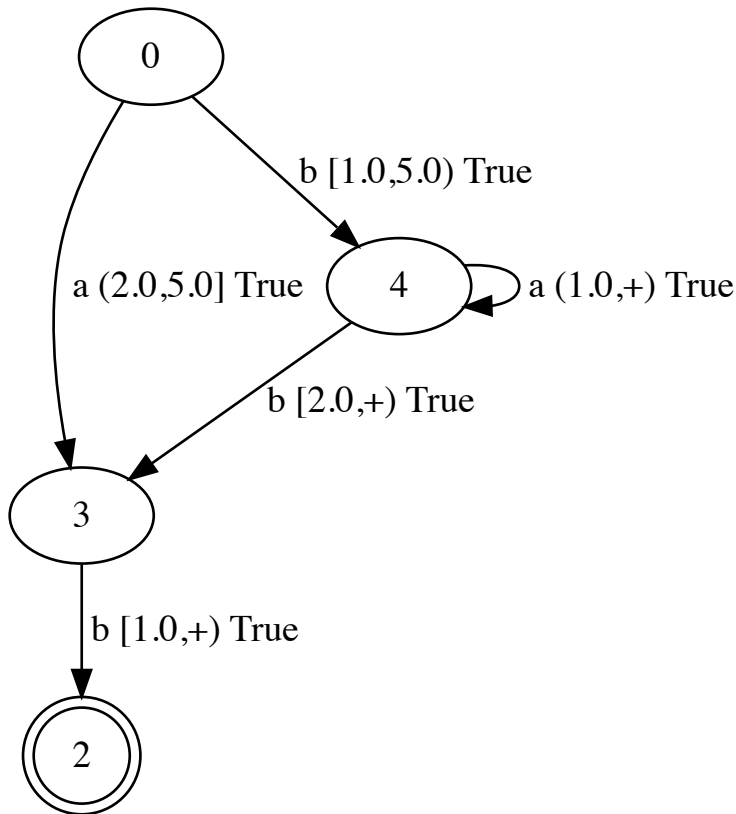 0
b [1.0,5.0) True
a (2.0,5.0] True
4
a (1.0,+) True
b [2.0,+) True
3
b [1.0,+) True
2